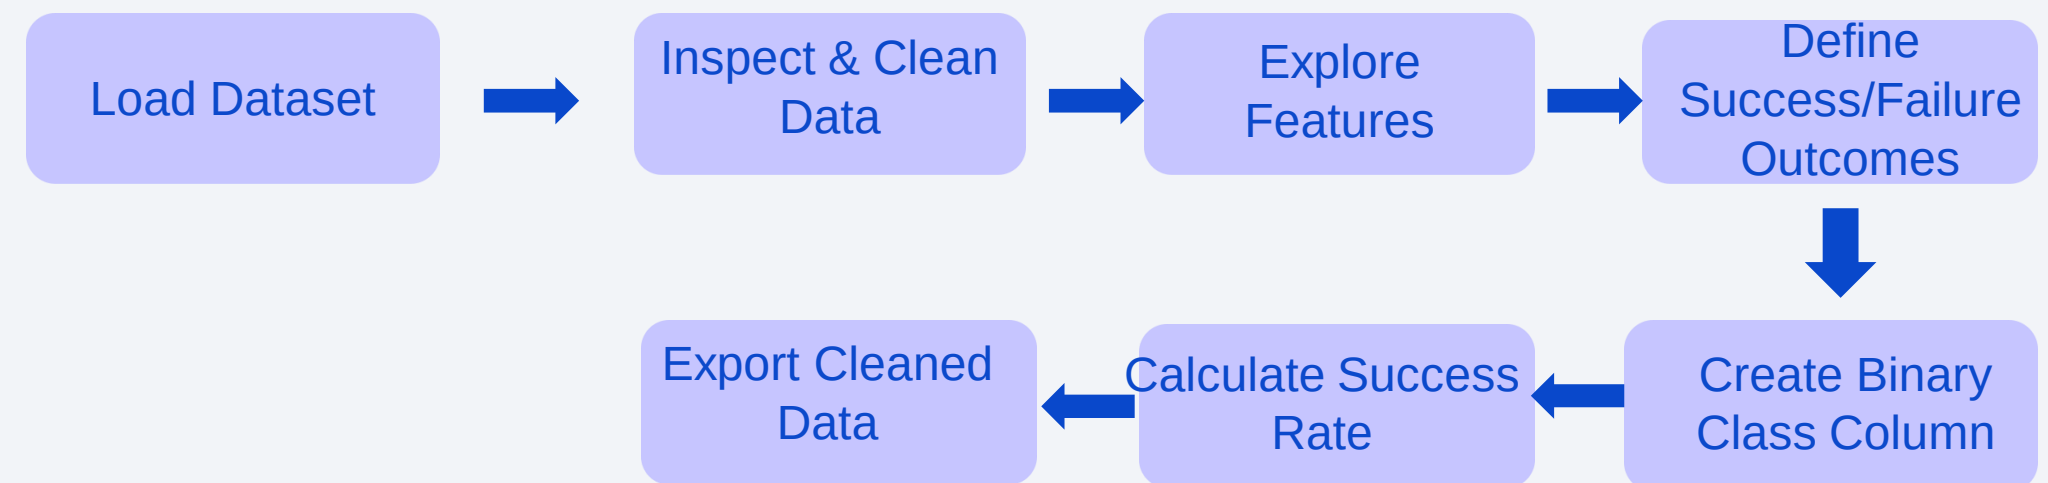 Load Dataset
Inspect & Clean
Data
Explore
Features
Define
Success/Failure
Outcomes
Create Binary
Class Column
Calculate Success
Rate
Export Cleaned
Data